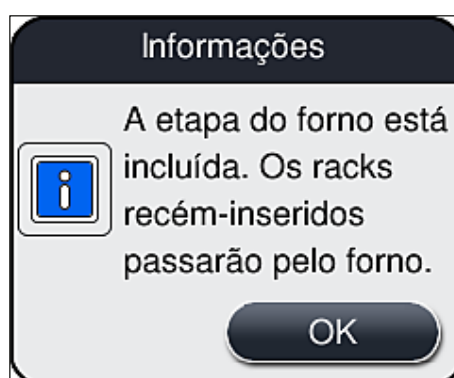 Informações
A etapa do forno está
incluída. Os racks
recém-inseridos
passarão pelo forno.
i
OK